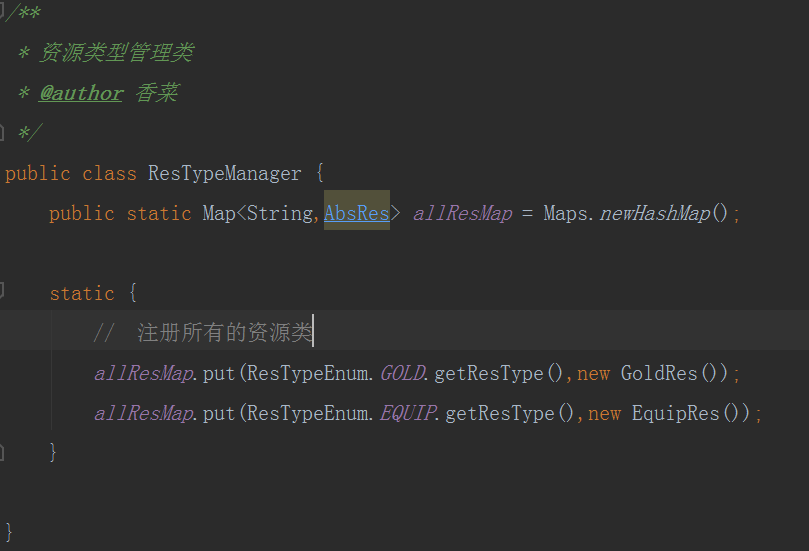 /**
 * 资源类型管理类
 * @author 香菜
 */
public class ResTypeManager {
    public static Map<String,AbsRes> allResMap = Maps.newHashMap();
    static {
        //  注册所有的资源类
        allResMap.put(ResTypeEnum.GOLD.getResType(),new GoldRes());
        allResMap.put(ResTypeEnum.EQUIP.getResType(),new EquipRes());
    }
}